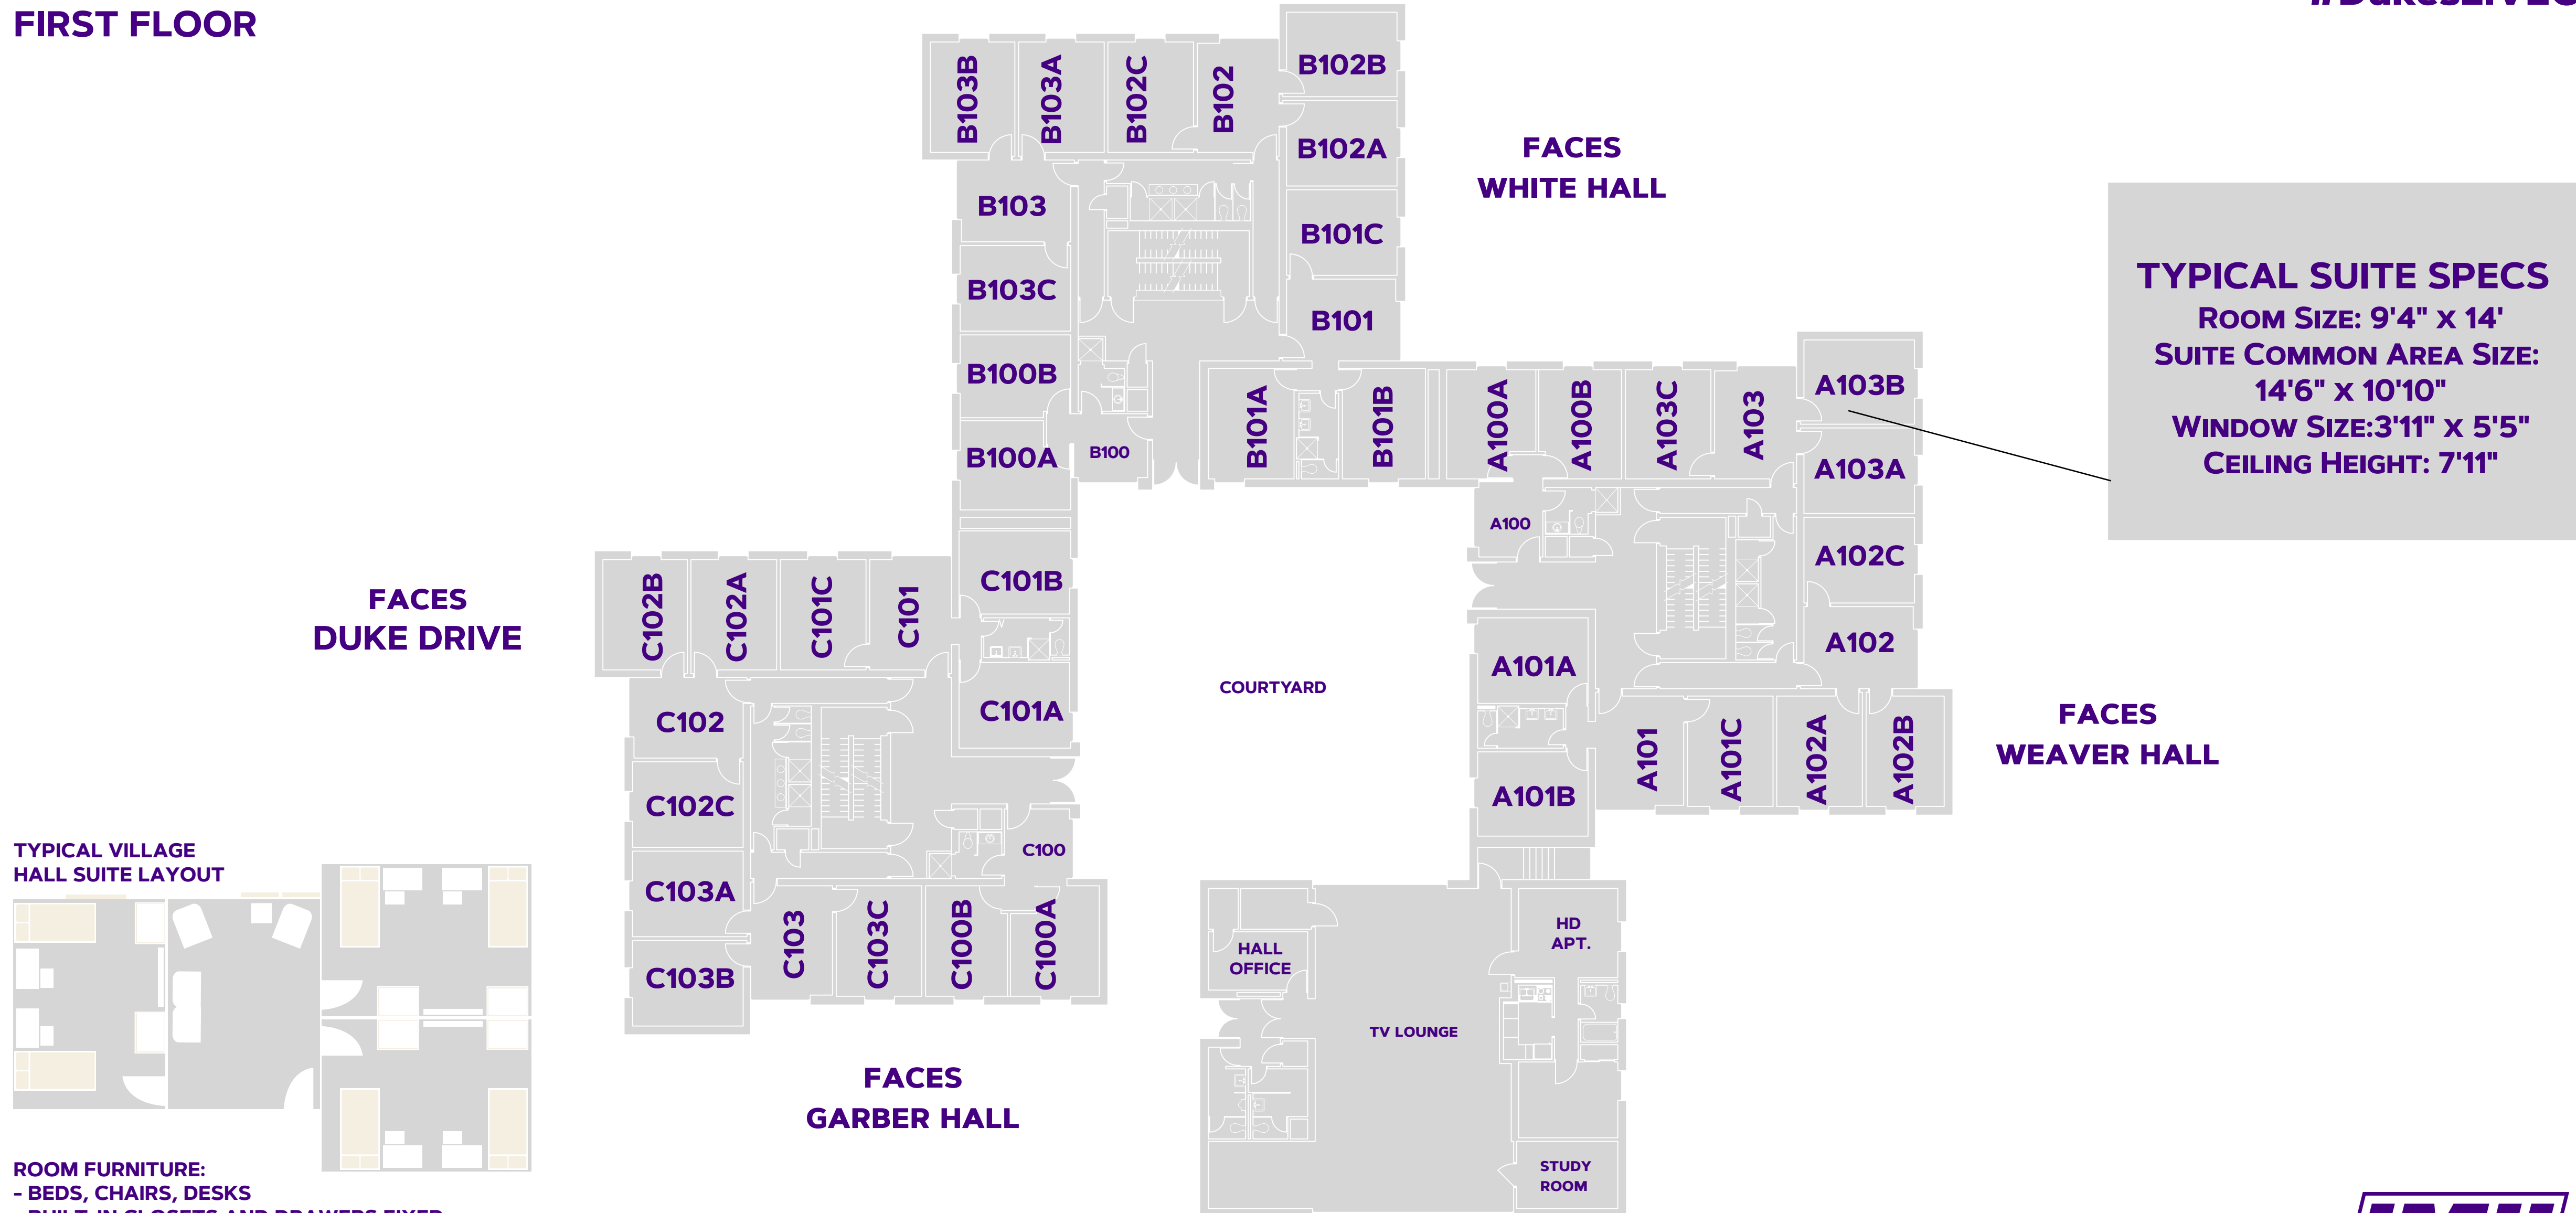 FIRST FLOOR
B103B
B103A
B102C
B102
B102B
B102A
B101C
B101
B103
B103C
B100B
B100A
B100
B101A
B101B
FACES
WHITE HALL
A100A
A100B
A103C
A103
A103B
A103A
A102C
A102
A100
A101A
A101B
A101
A101C
A102A
A102B
TYPICAL SUITE SPECS
ROOM SIZE: 9'4" X 14'
SUITE COMMON AREA SIZE:
14'6" X 10'10"
WINDOW SIZE:3'11" X 5'5"
CEILING HEIGHT: 7'11"
FACES
DUKE DRIVE
C102B
C102A
C101C
C101
C101B
C101A
C102
C102C
C103A
C103B
C103
C103C
C100B
C100A
C100
COURTYARD
FACES
WEAVER HALL
FACES
GARBER HALL
HALL
OFFICE
TV LOUNGE
HD
APT.
STUDY
ROOM
TYPICAL VILLAGE
HALL SUITE LAYOUT
ROOM FURNITURE:
- BEDS, CHAIRS, DESKS